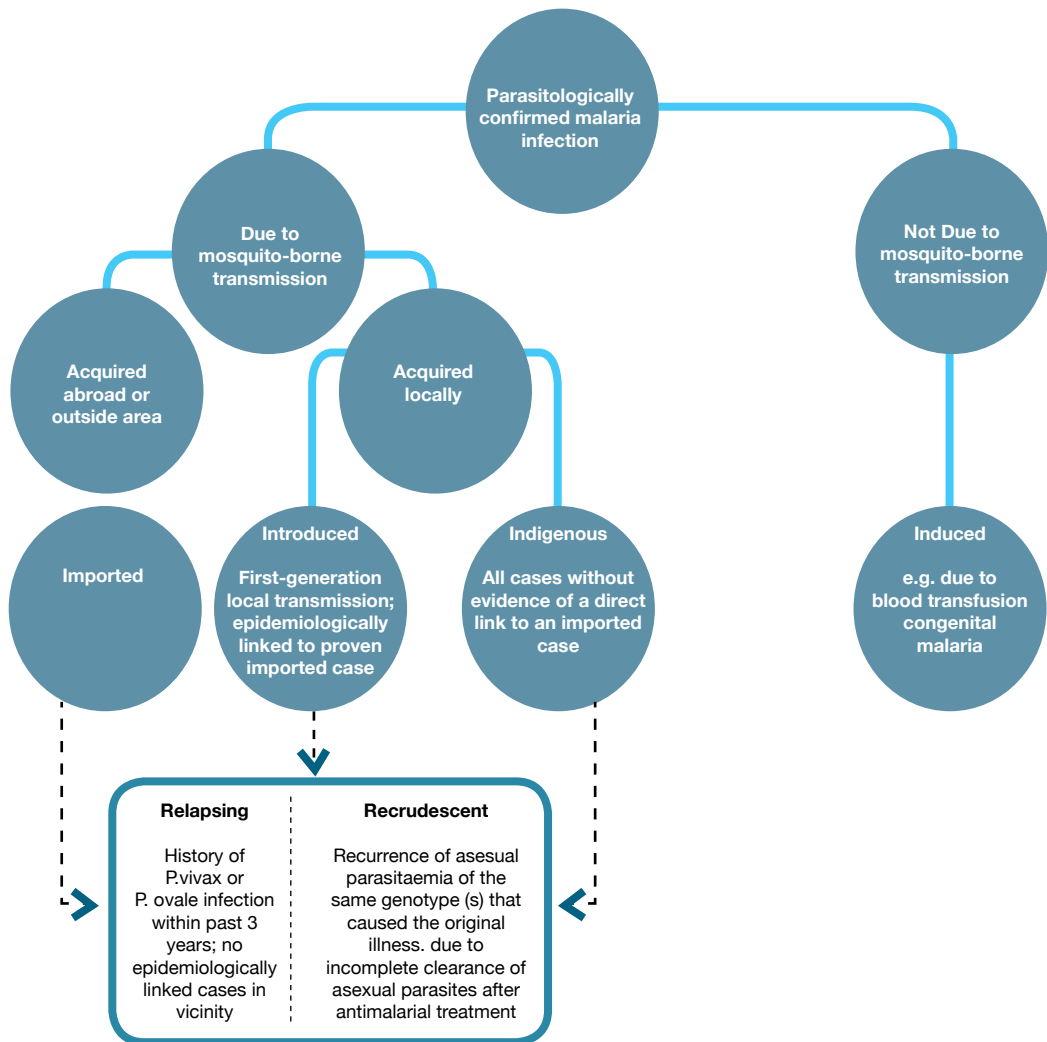 Parasitologically
confirmed malaria
infection
Due to
mosquito-borne
transmission
Not Due to
mosquito-borne
transmission
Acquired
abroad or
outside area
Acquired
locally
Imported
Introduced
First-generation
local transmission;
epidemiologically
linked to proven
imported case
Indigenous
All cases without
evidence of a direct
link to an imported
case
Induced
e.g. due to
blood transfusion
congenital
malaria
Relapsing
History of
P.vivax or
P. ovale infection
within past 3
years; no
epidemiologically
linked cases in
vicinity
Recrudescent
Recurrence of asesual
parasitaemia of the
same genotype (s) that
caused the original
illness. due to
incomplete clearance of
asexual parasites after
antimalarial treatment